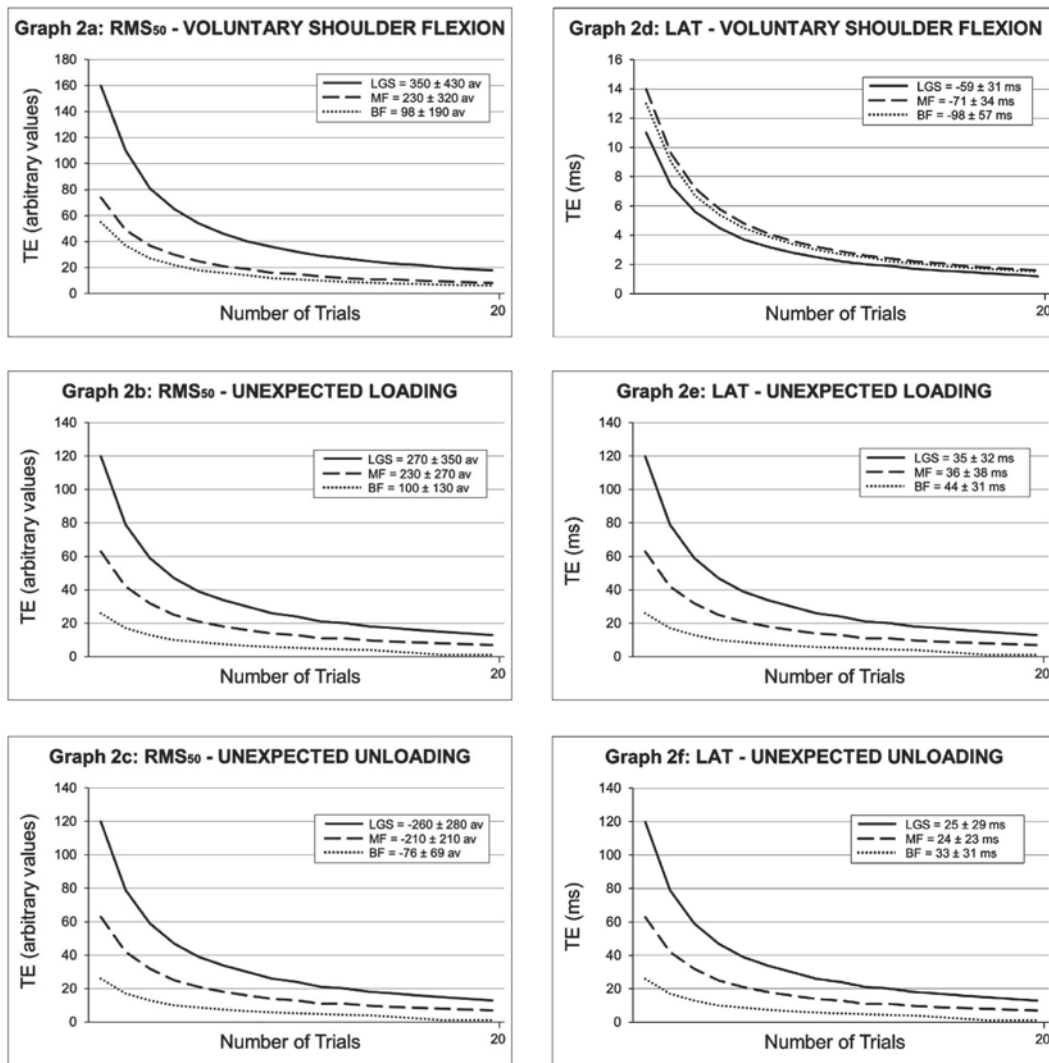 Graph 2a: RMS₅₀ - VOLUNTARY SHOULDER FLEXION
TE (arbitrary values)
180
160
140
120
100
80
60
40
20
0
LGS = 350 ± 430 av
MF = 230 ± 320 av
BF = 98 ± 190 av
Number of Trials
20
Graph 2d: LAT - VOLUNTARY SHOULDER FLEXION
TE (ms)
16
14
12
10
8
6
4
2
0
LGS = -59 ± 31 ms
MF = -71 ± 34 ms
BF = -98 ± 57 ms
Number of Trials
20
Graph 2b: RMS₅₀ - UNEXPECTED LOADING
TE (arbitrary values)
140
120
100
80
60
40
20
0
LGS = 270 ± 350 av
MF = 230 ± 270 av
BF = 100 ± 130 av
Number of Trials
20
Graph 2e: LAT - UNEXPECTED LOADING
TE (ms)
140
120
100
80
60
40
20
0
LGS = 35 ± 32 ms
MF = 36 ± 38 ms
BF = 44 ± 31 ms
Number of Trials
20
Graph 2c: RMS₅₀ - UNEXPECTED UNLOADING
TE (arbitrary values)
140
120
100
80
60
40
20
0
LGS = -260 ± 280 av
MF = -210 ± 210 av
BF = -76 ± 69 av
Number of Trials
20
Graph 2f: LAT - UNEXPECTED UNLOADING
TE (ms)
140
120
100
80
60
40
20
0
LGS = 25 ± 29 ms
MF = 24 ± 23 ms
BF = 33 ± 31 ms
Number of Trials
20